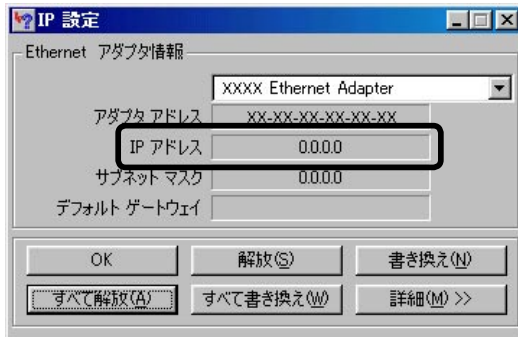 IP 設定
Ethernet アダプタ情報
XXXX Ethernet Adapter
アダプタ アドレス XX-XX-XX-XX-XX-XX
IP アドレス 0.0.0.0
サブネット マスク 0.0.0.0
デフォルト ゲートウェイ
OK 解放(S) 書き換え(N)
すべて解放(A) すべて書き換え(W) 詳細(M) >>